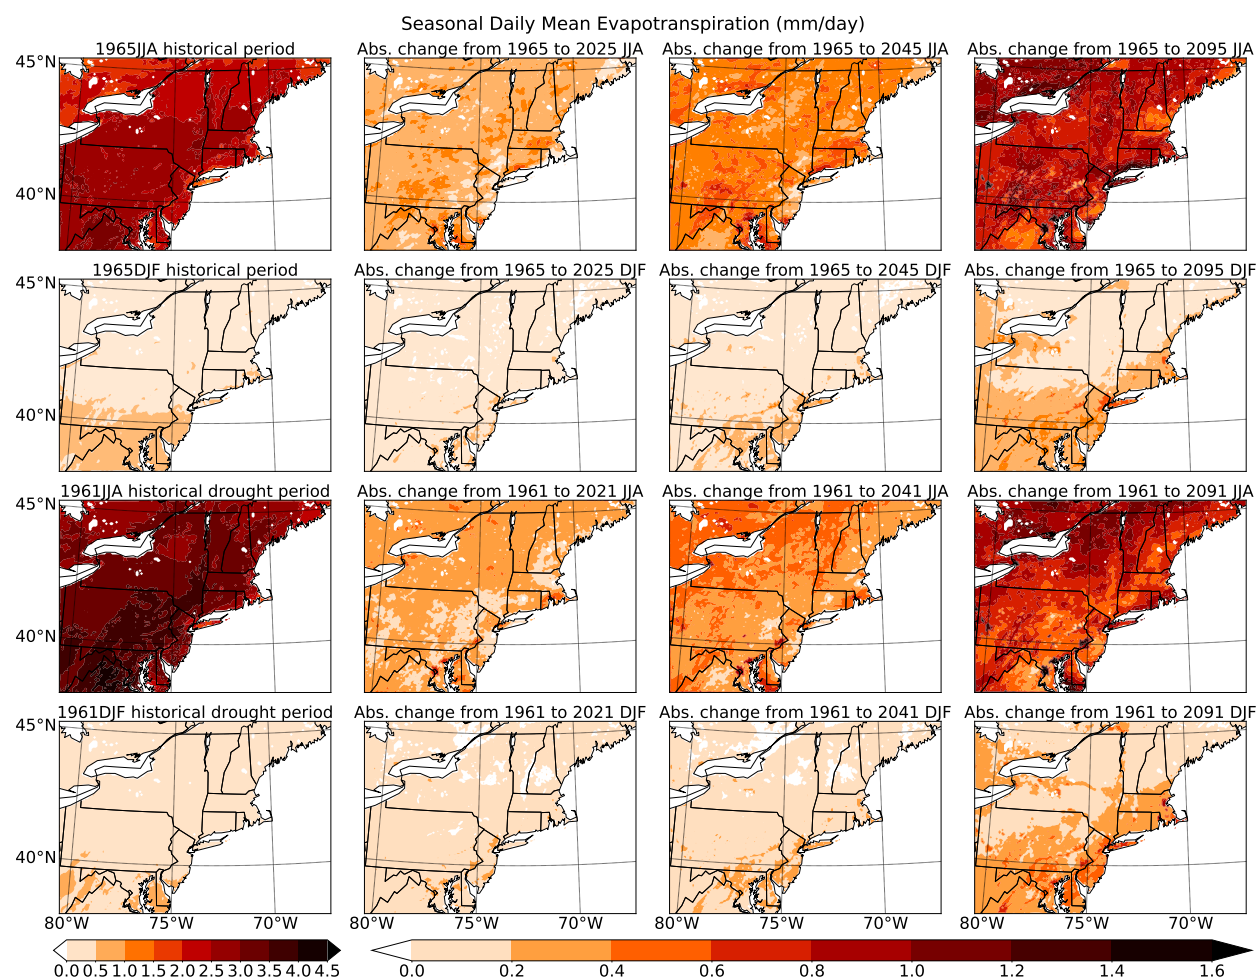 Seasonal Daily Mean Evapotranspiration (mm/day)
1965JJA historical period
Abs. change from 1965 to 2025 JJA
Abs. change from 1965 to 2045 JJA
Abs. change from 1965 to 2095 JJA
45°N
40°N
1965DJF historical period
Abs. change from 1965 to 2025 DJF
Abs. change from 1965 to 2045 DJF
Abs. change from 1965 to 2095 DJF
45°N
40°N
1961JJA historical drought period
Abs. change from 1961 to 2021 JJA
Abs. change from 1961 to 2041 JJA
Abs. change from 1961 to 2091 JJA
45°N
40°N
1961DJF historical drought period
Abs. change from 1961 to 2021 DJF
Abs. change from 1961 to 2041 DJF
Abs. change from 1961 to 2091 DJF
45°N
40°N
80°W 75°W 70°W
80°W 75°W 70°W
80°W 75°W 70°W
80°W 75°W 70°W
0.0 0.5 1.0 1.5 2.0 2.5 3.0 3.5 4.0 4.5
0.0 0.2 0.4 0.6 0.8 1.0 1.2 1.4 1.6